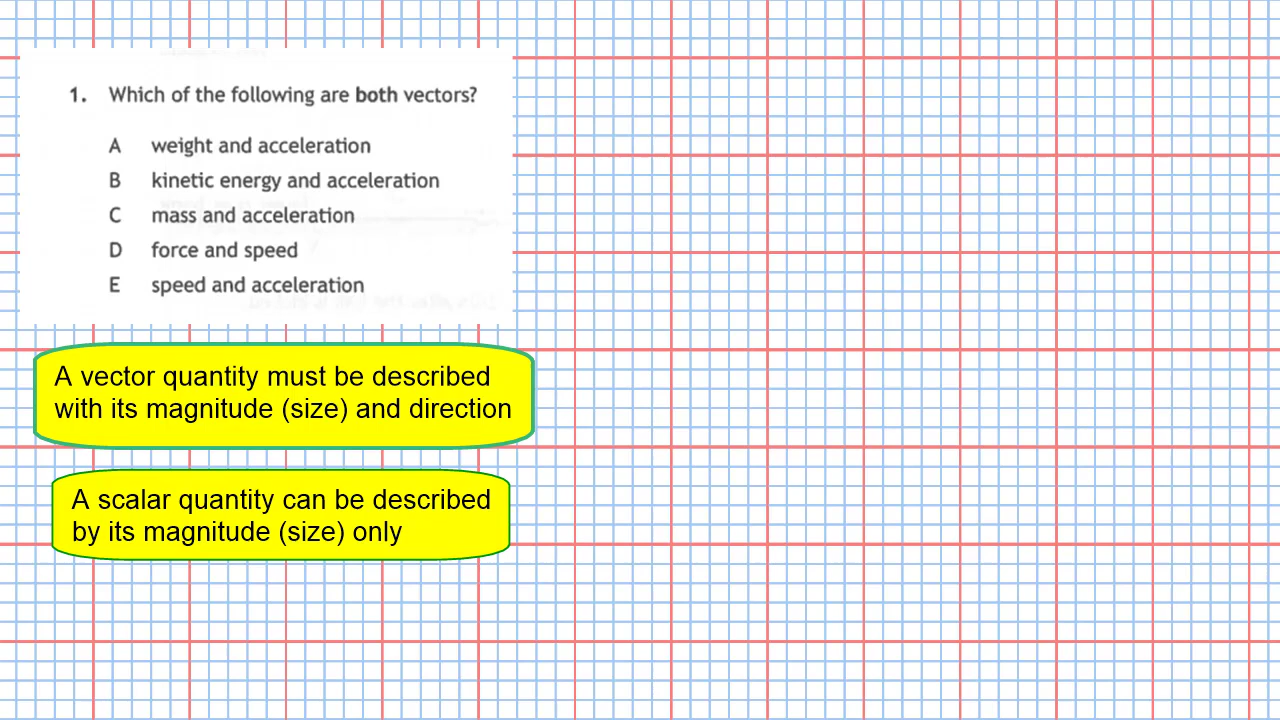 1. Which of the following are both vectors?
A weight and acceleration
B kinetic energy and acceleration
C mass and acceleration
D force and speed
E speed and acceleration
A vector quantity must be described
with its magnitude (size) and direction
A scalar quantity can be described
by its magnitude (size) only